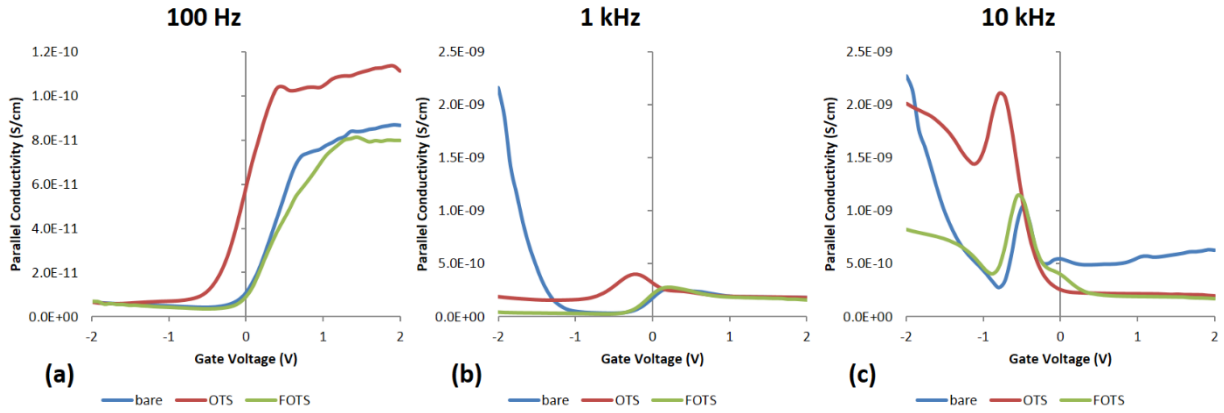 100 Hz
1.2E-10
1.0E-10
8.0E-11
6.0E-11
4.0E-11
2.0E-11
0.0E+00
Parallel Conductivity (S/cm)
-2 -1 0 1 2
Gate Voltage (V)
(a)
bare OTS FOTS
1 kHz
2.5E-09
2.0E-09
1.5E-09
1.0E-09
5.0E-10
0.0E+00
Parallel Conductivity (S/cm)
-2 -1 0 1 2
Gate Voltage (V)
(b)
bare OTS FOTS
10 kHz
2.5E-09
2.0E-09
1.5E-09
1.0E-09
5.0E-10
0.0E+00
Parallel Conductivity (S/cm)
-2 -1 0 1 2
Gate Voltage (V)
(c)
bare OTS FOTS